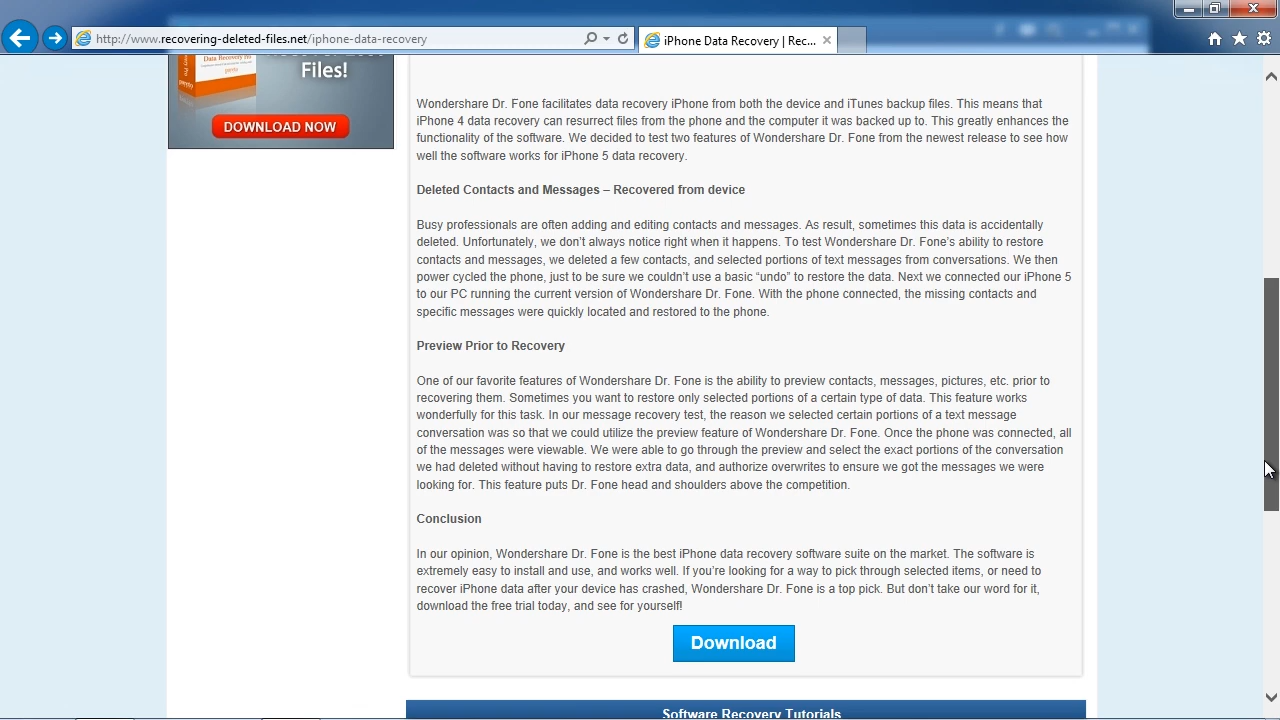 http://www.recovering-deleted-files.net/iphone-data-recovery
iPhone Data Recovery | Rec...
Files!
DOWNLOAD NOW
Wondershare Dr. Fone facilitates data recovery iPhone from both the device and iTunes backup files. This means that
iPhone 4 data recovery can resurrect files from the phone and the computer it was backed up to. This greatly enhances the
functionality of the software. We decided to test two features of Wondershare Dr. Fone from the newest release to see how
well the software works for iPhone 5 data recovery.
Deleted Contacts and Messages – Recovered from device
Busy professionals are often adding and editing contacts and messages. As result, sometimes this data is accidentally
deleted. Unfortunately, we don’t always notice right when it happens. To test Wondershare Dr. Fone’s ability to restore
contacts and messages, we deleted a few contacts, and selected portions of text messages from conversations. We then
power cycled the phone, just to be sure we couldn’t use a basic “undo” to restore the data. Next we connected our iPhone 5
to our PC running the current version of Wondershare Dr. Fone. With the phone connected, the missing contacts and
specific messages were quickly located and restored to the phone.
Preview Prior to Recovery
One of our favorite features of Wondershare Dr. Fone is the ability to preview contacts, messages, pictures, etc. prior to
recovering them. Sometimes you want to restore only selected portions of a certain type of data. This feature works
wonderfully for this task. In our message recovery test, the reason we selected certain portions of a text message
conversation was so that we could utilize the preview feature of Wondershare Dr. Fone. Once the phone was connected, all
of the messages were viewable. We were able to go through the preview and select the exact portions of the conversation
we had deleted without having to restore extra data, and authorize overwrites to ensure we got the messages we were
looking for. This feature puts Dr. Fone head and shoulders above the competition.
Conclusion
In our opinion, Wondershare Dr. Fone is the best iPhone data recovery software suite on the market. The software is
extremely easy to install and use, and works well. If you’re looking for a way to pick through selected items, or need to
recover iPhone data after your device has crashed, Wondershare Dr. Fone is a top pick. But don’t take our word for it,
download the free trial today, and see for yourself!
Download
Software Recovery Tutorials